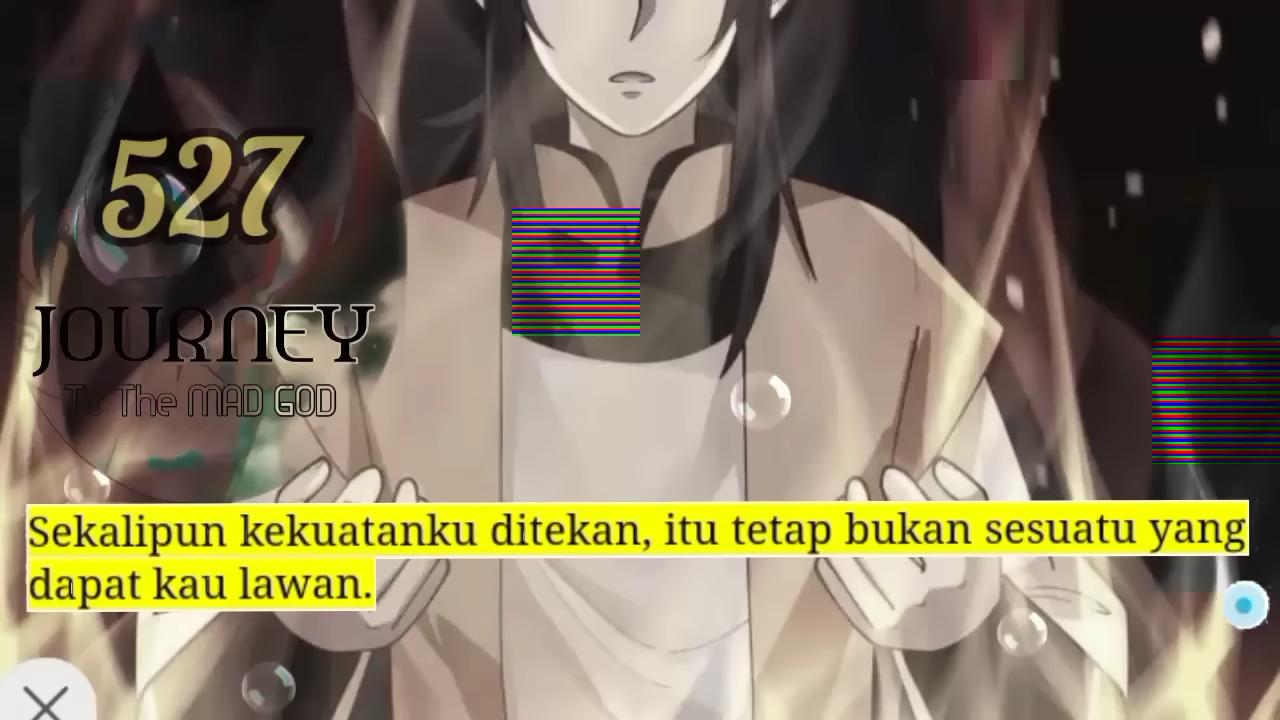 527
JOURNEY
To The MAD GOD
Sekalipun kekuatanku ditekan, itu tetap bukan sesuatu yang
dapat kau lawan.